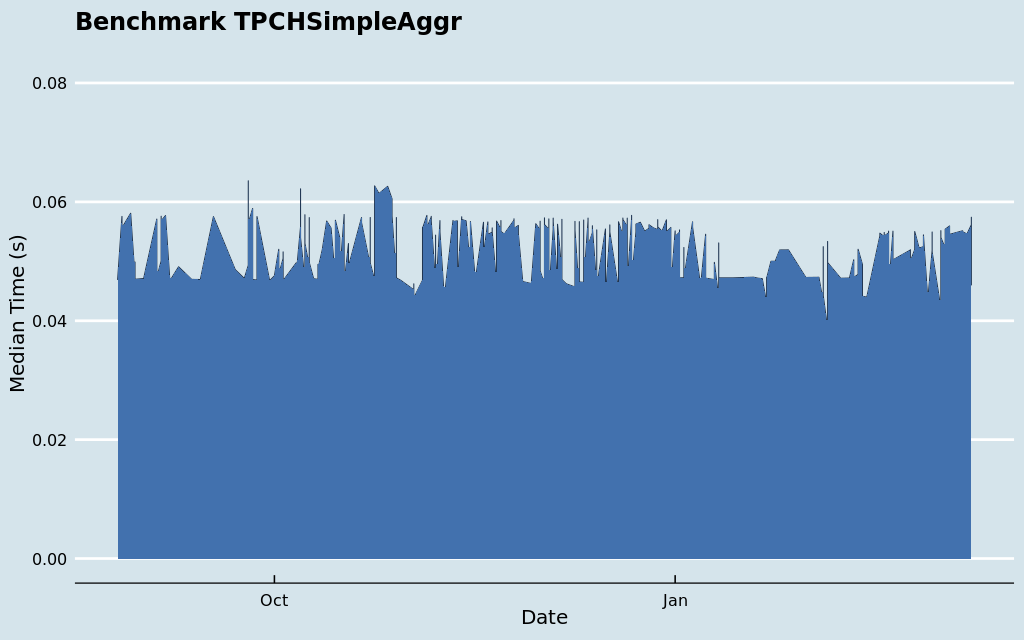 Benchmark TPCHSimpleAggr
0.08
0.06
0.04
0.02
0.00
Median Time (s)
Oct
Jan
Date